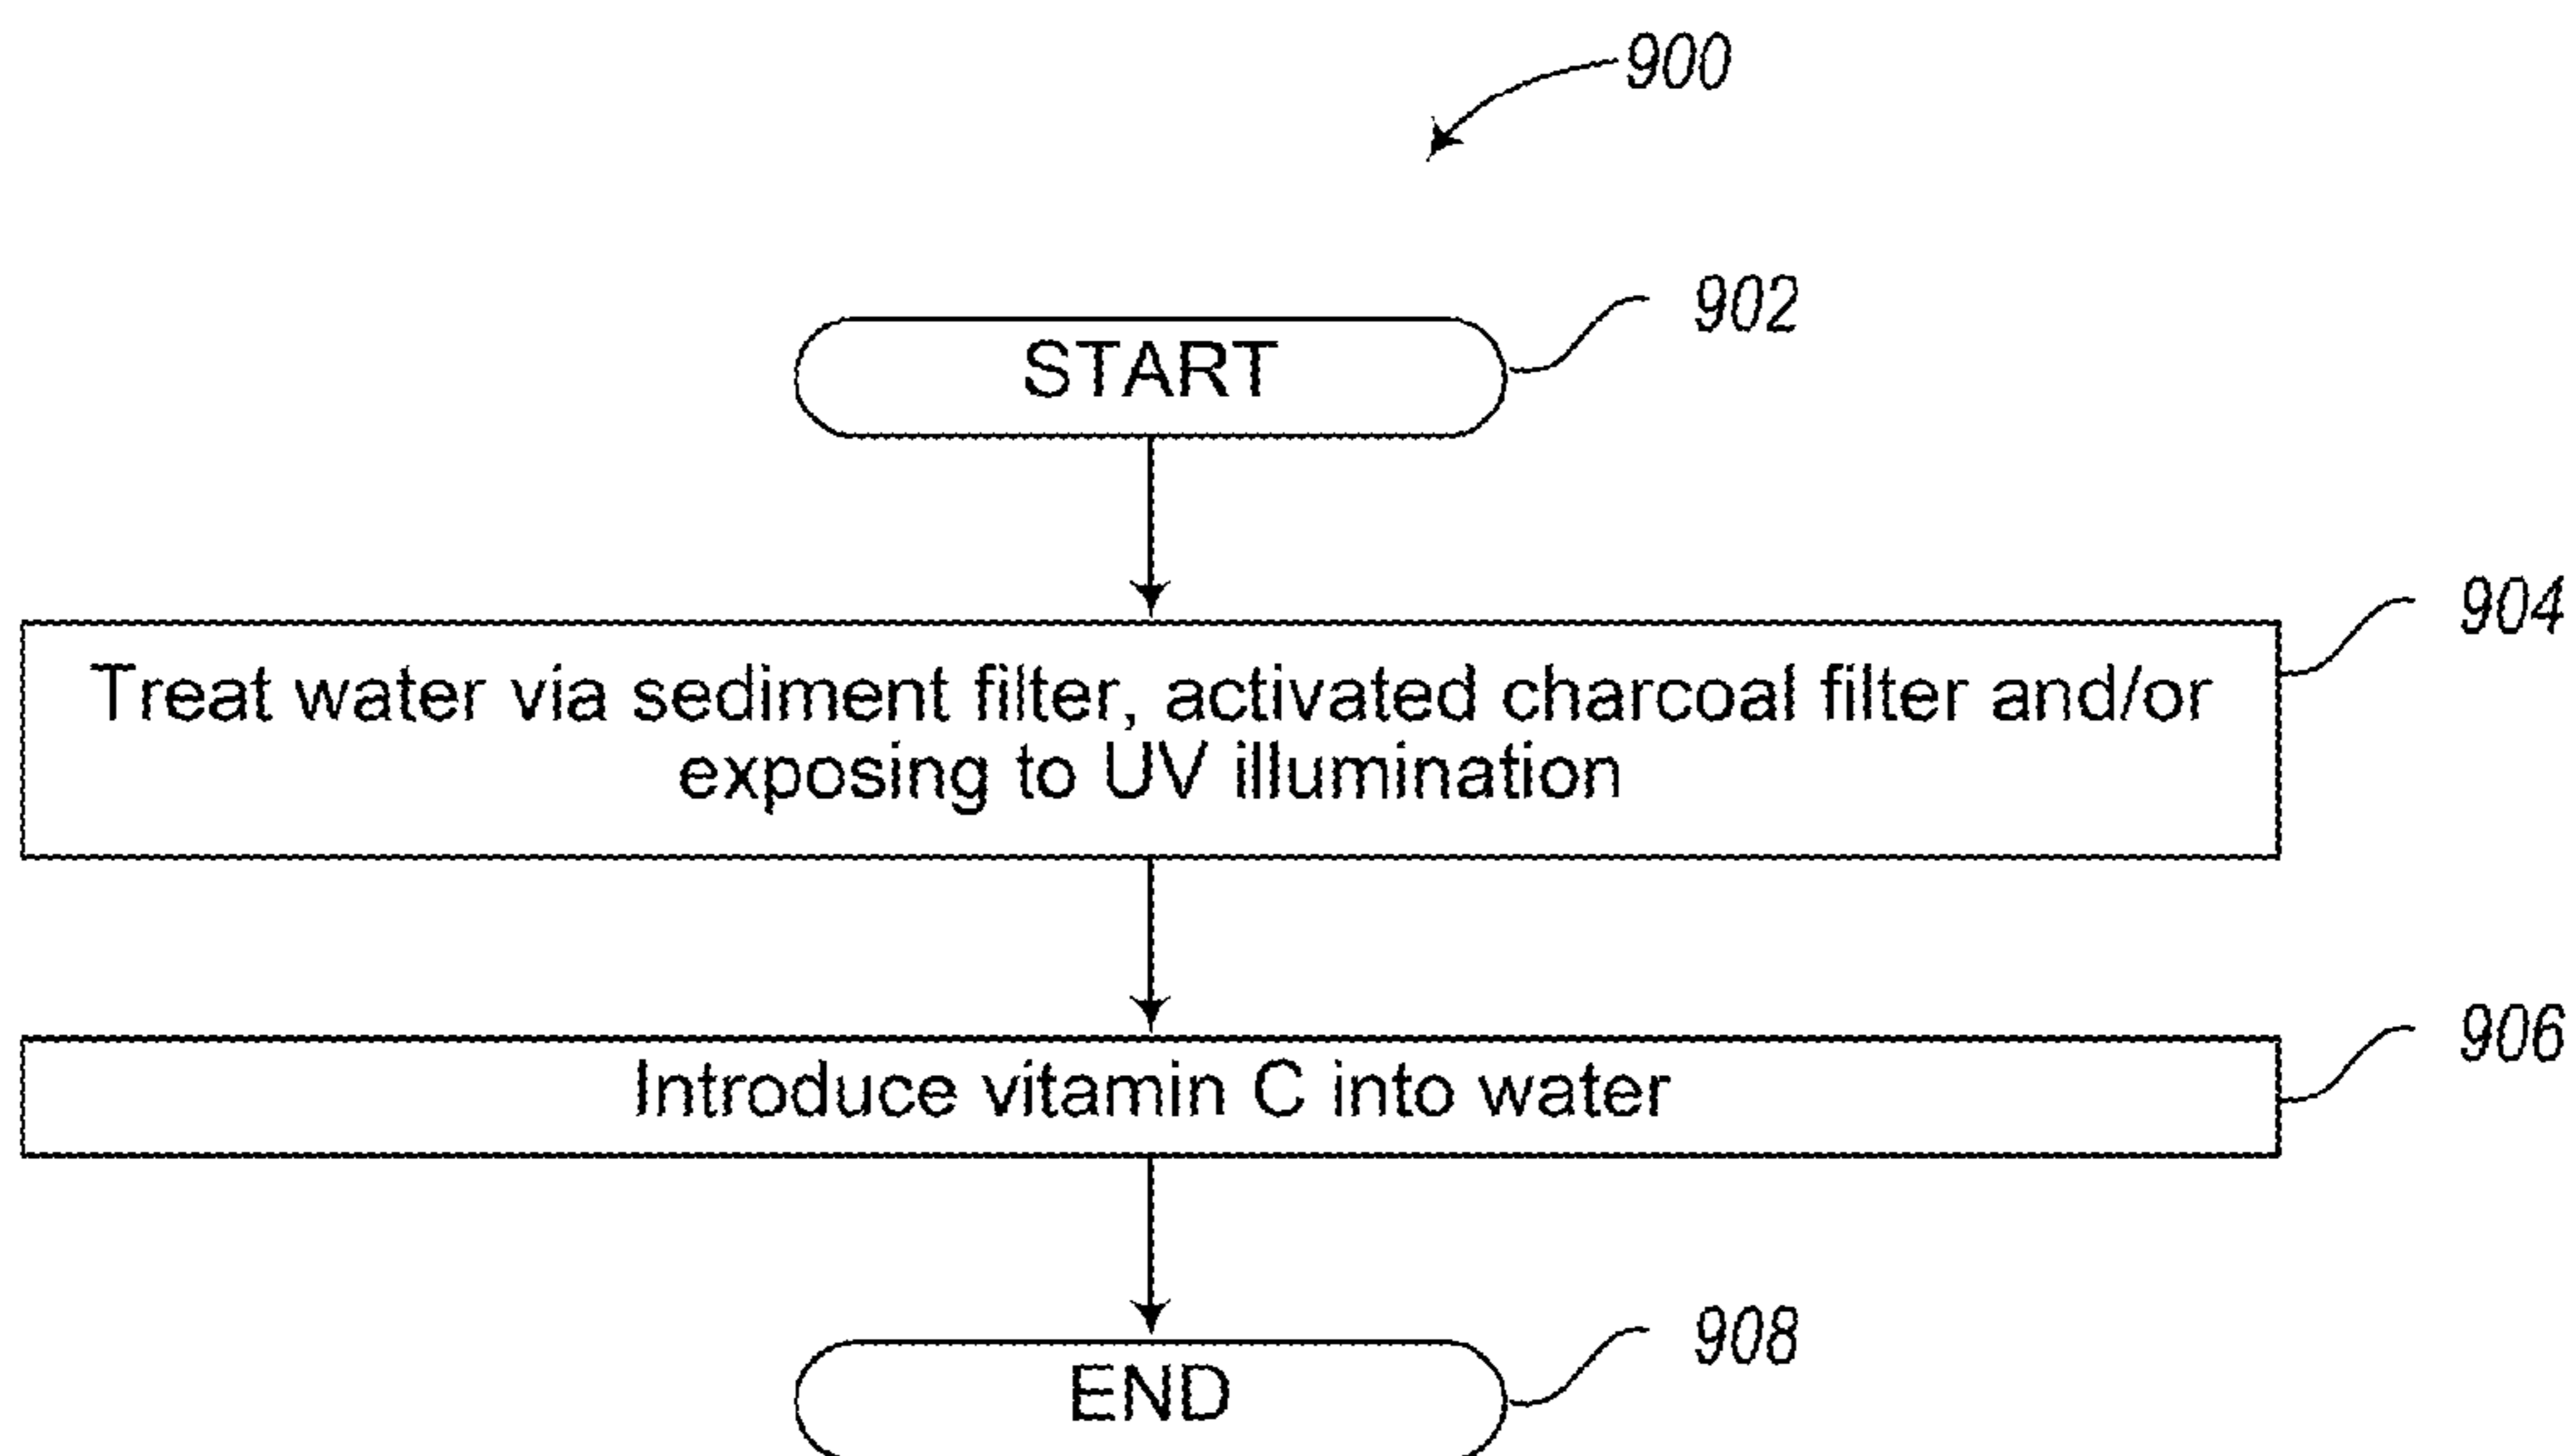 900
START
902
904
Treat water via sediment filter, activated charcoal filter and/or
exposing to UV illumination
906
Introduce vitamin C into water
END
908